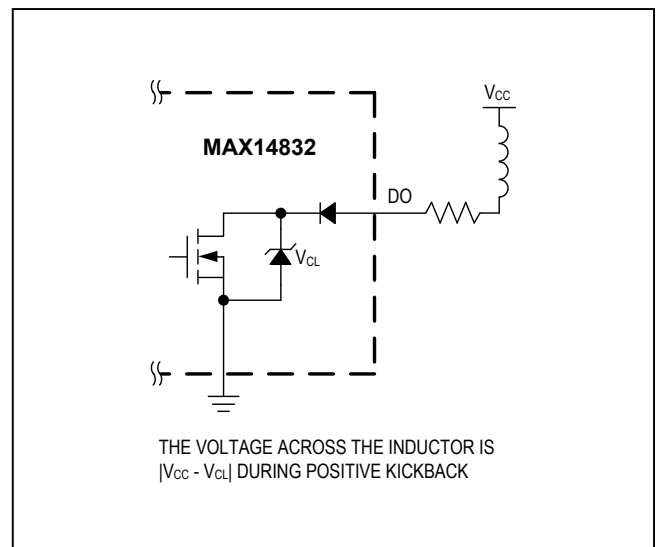 VCC
MAX14832
DO
VCL
THE VOLTAGE ACROSS THE INDUCTOR IS
|VCC - VCL| DURING POSITIVE KICKBACK